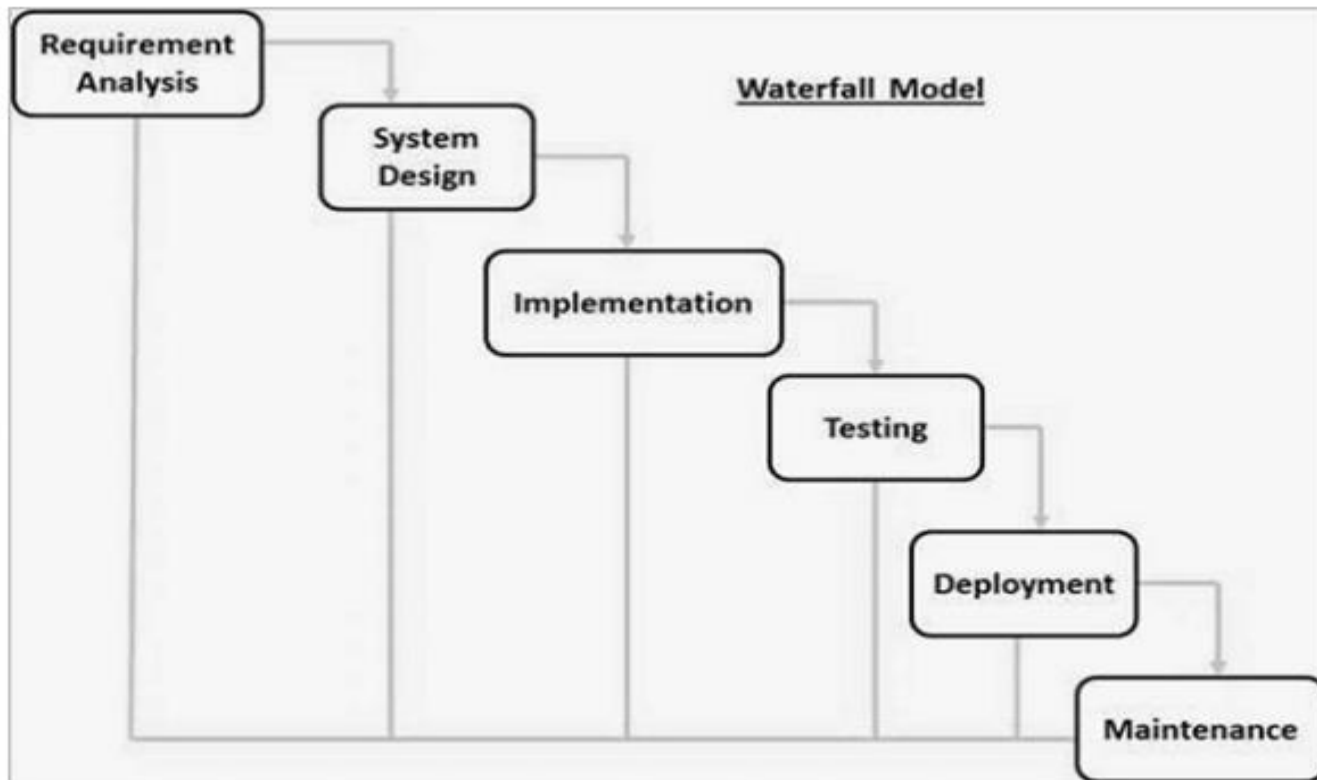 Requirement
Analysis
Waterfall Model
System
Design
Implementation
Testing
Deployment
Maintenance